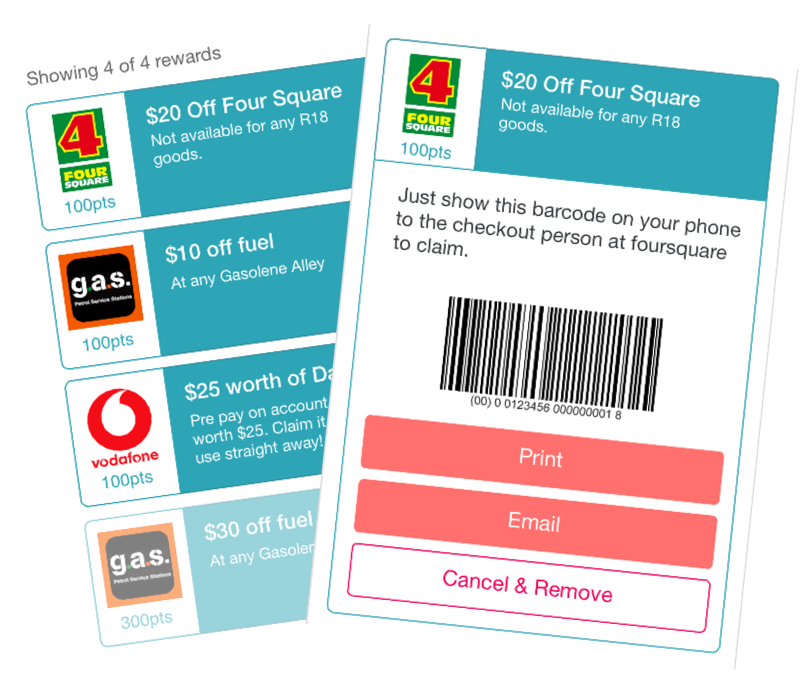 Showing 4 of 4 rewards
4
FOUR
SQUARE
100pts
$20 Off Four Square
Not available for any R18
goods.
g.a.s.
Petrol Service Stations
100pts
$10 off fuel
At any Gasolene Alley
vodafone
100pts
$25 worth of
Pre pay on account
worth $25. Claim it
use straight away!
g.a.s.
Petrol Service Stations
300pts
$30 off fuel
At any
4
FOUR
SQUARE
100pts
$20 Off Four Square
Not available for any R18
goods.
Just show this barcode on your phone
to the checkout person at foursquare
to claim.
(00) 0 0123456 000000001 8
Print
Email
Cancel & Remove